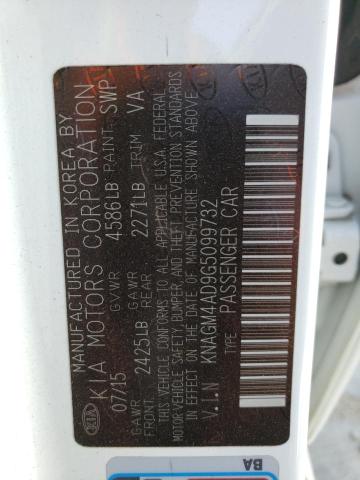 MANUFACTURED IN KOREA BY
KIA MOTORS CORPORATION
KIA
07/15 GVWR 4586LB PAINT SWP
GAWR FRONT 2425LB GAWR REAR 2271LB TRIM VA
THIS VEHICLE CONFORMS TO ALL APPLICABLE U.S.A. FEDERAL
MOTOR VEHICLE SAFETY, BUMPER, AND THEFT PREVENTION STANDARDS
IN EFFECT ON THE DATE OF MANUFACTURE SHOWN ABOVE.
V.I.N KNAGM4AD9G5099732
TYPE PASSENGER CAR
BA